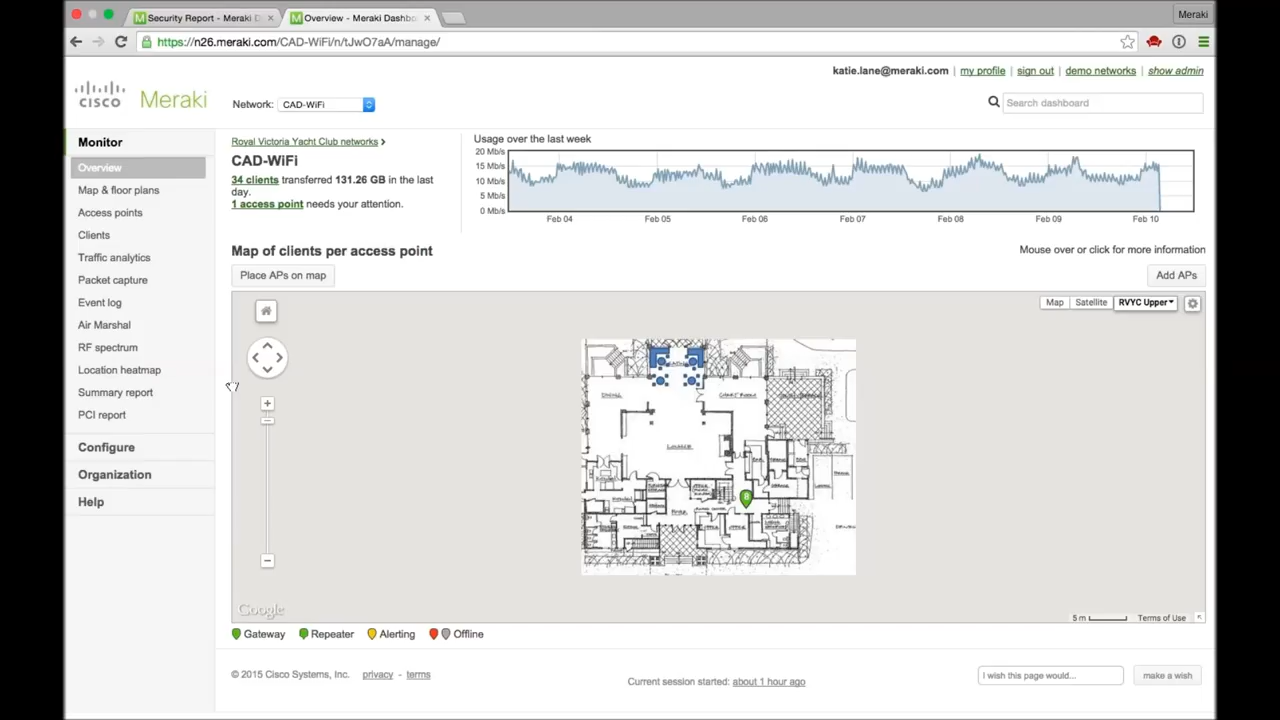 Security Report - Meraki D
Overview - Meraki Dashbo
Meraki
https://n26.meraki.com/CAD-WiFi/n/tJwO7aA/manage/
katie.lane@meraki.com | my profile | sign out | demo networks | show admin
CISCO Meraki
Network: CAD-WiFi
Search dashboard
Monitor
Overview
Map & floor plans
Access points
Clients
Traffic analytics
Packet capture
Event log
Air Marshal
RF spectrum
Location heatmap
Summary report
PCI report
Configure
Organization
Help
Royal Victoria Yacht Club networks >
CAD-WiFi
34 clients transferred 131.26 GB in the last
day.
1 access point needs your attention.
Usage over the last week
20 Mb/s
15 Mb/s
10 Mb/s
5 Mb/s
0 Mb/s
Feb 04 Feb 05 Feb 06 Feb 07 Feb 08 Feb 09 Feb 10
Map of clients per access point
Mouse over or click for more information
Place APs on map
Add APs
Map Satellite RVYC Upper
DINING
LOUNGE
8
Google
5 m
Terms of Use
Gateway Repeater Alerting Offline
© 2015 Cisco Systems, Inc. privacy - terms
Current session started: about 1 hour ago
I wish this page would...
make a wish